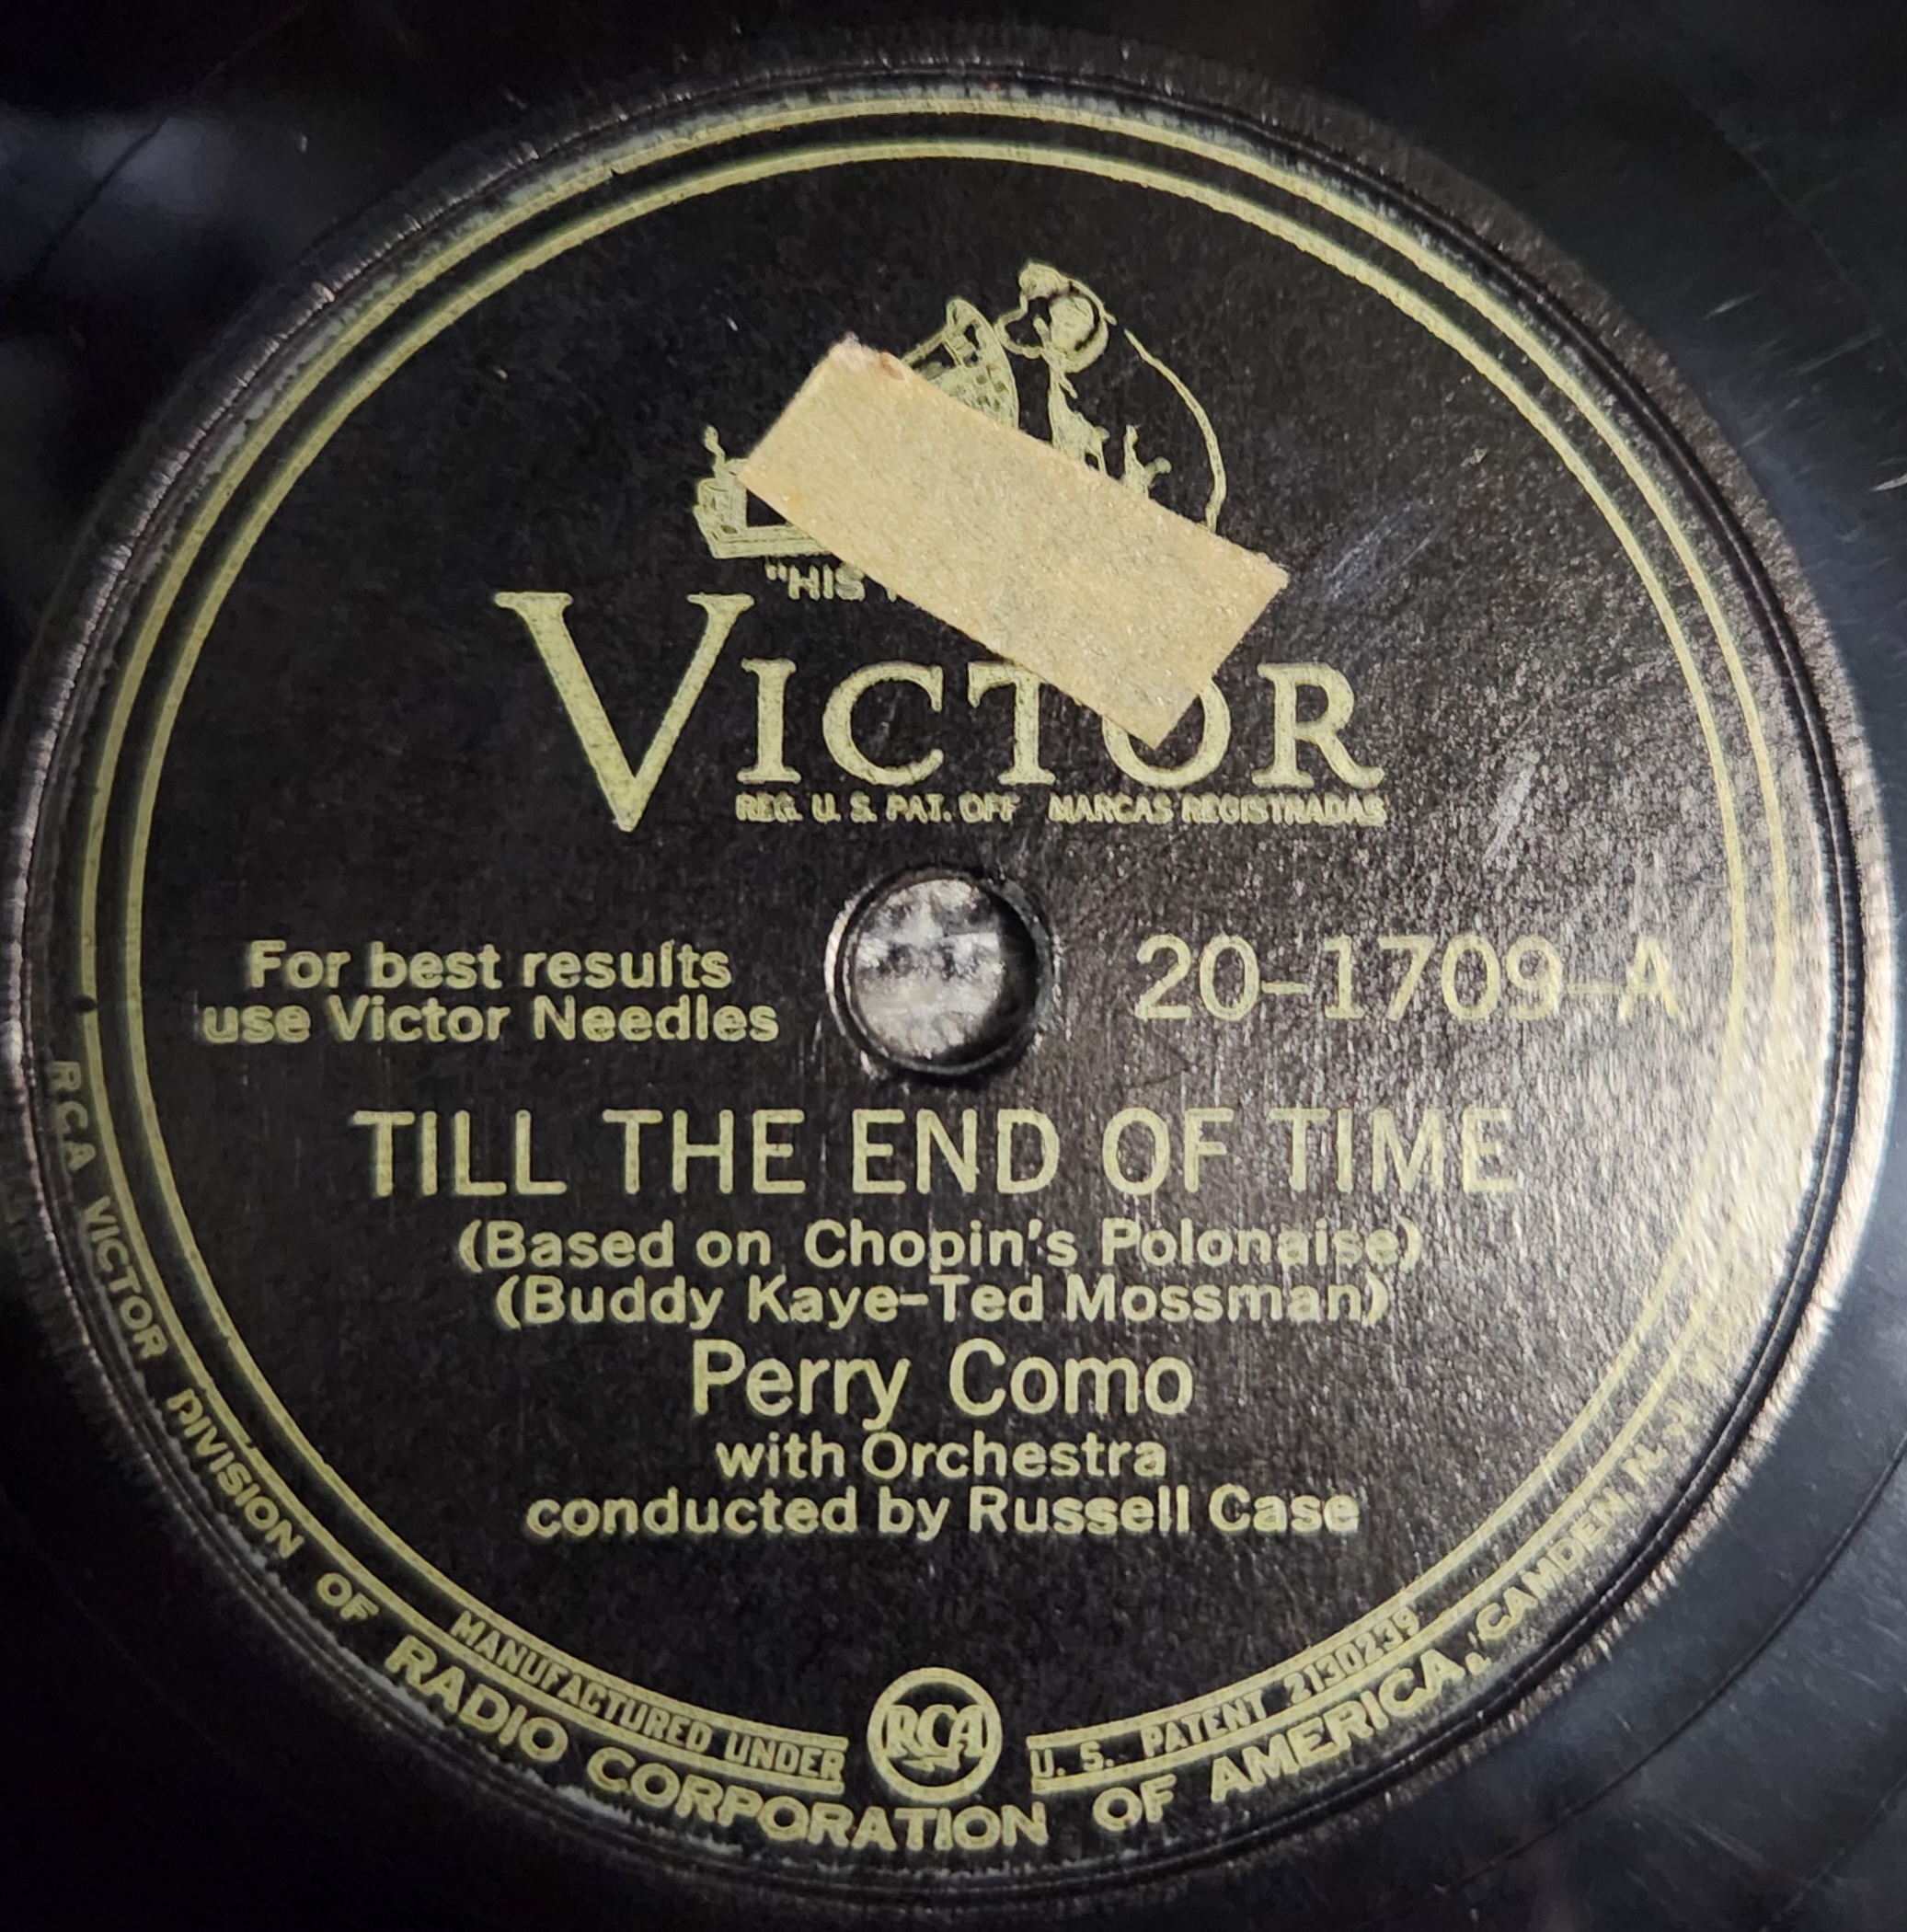 "HIS
VICTOR
REG. U. S. PAT. OFF MARCAS REGISTRADAS
For best results
use Victor Needles
20-1709-A
TILL THE END OF TIME
(Based on Chopin's Polonaise)
(Buddy Kaye-Ted Mossman)
Perry Como
with Orchestra
conducted by Russell Case
MANUFACTURED UNDER RCA U. S. PATENT 2130239
RCA VICTOR DIVISION OF RADIO CORPORATION OF AMERICA, CAMDEN, N. J.